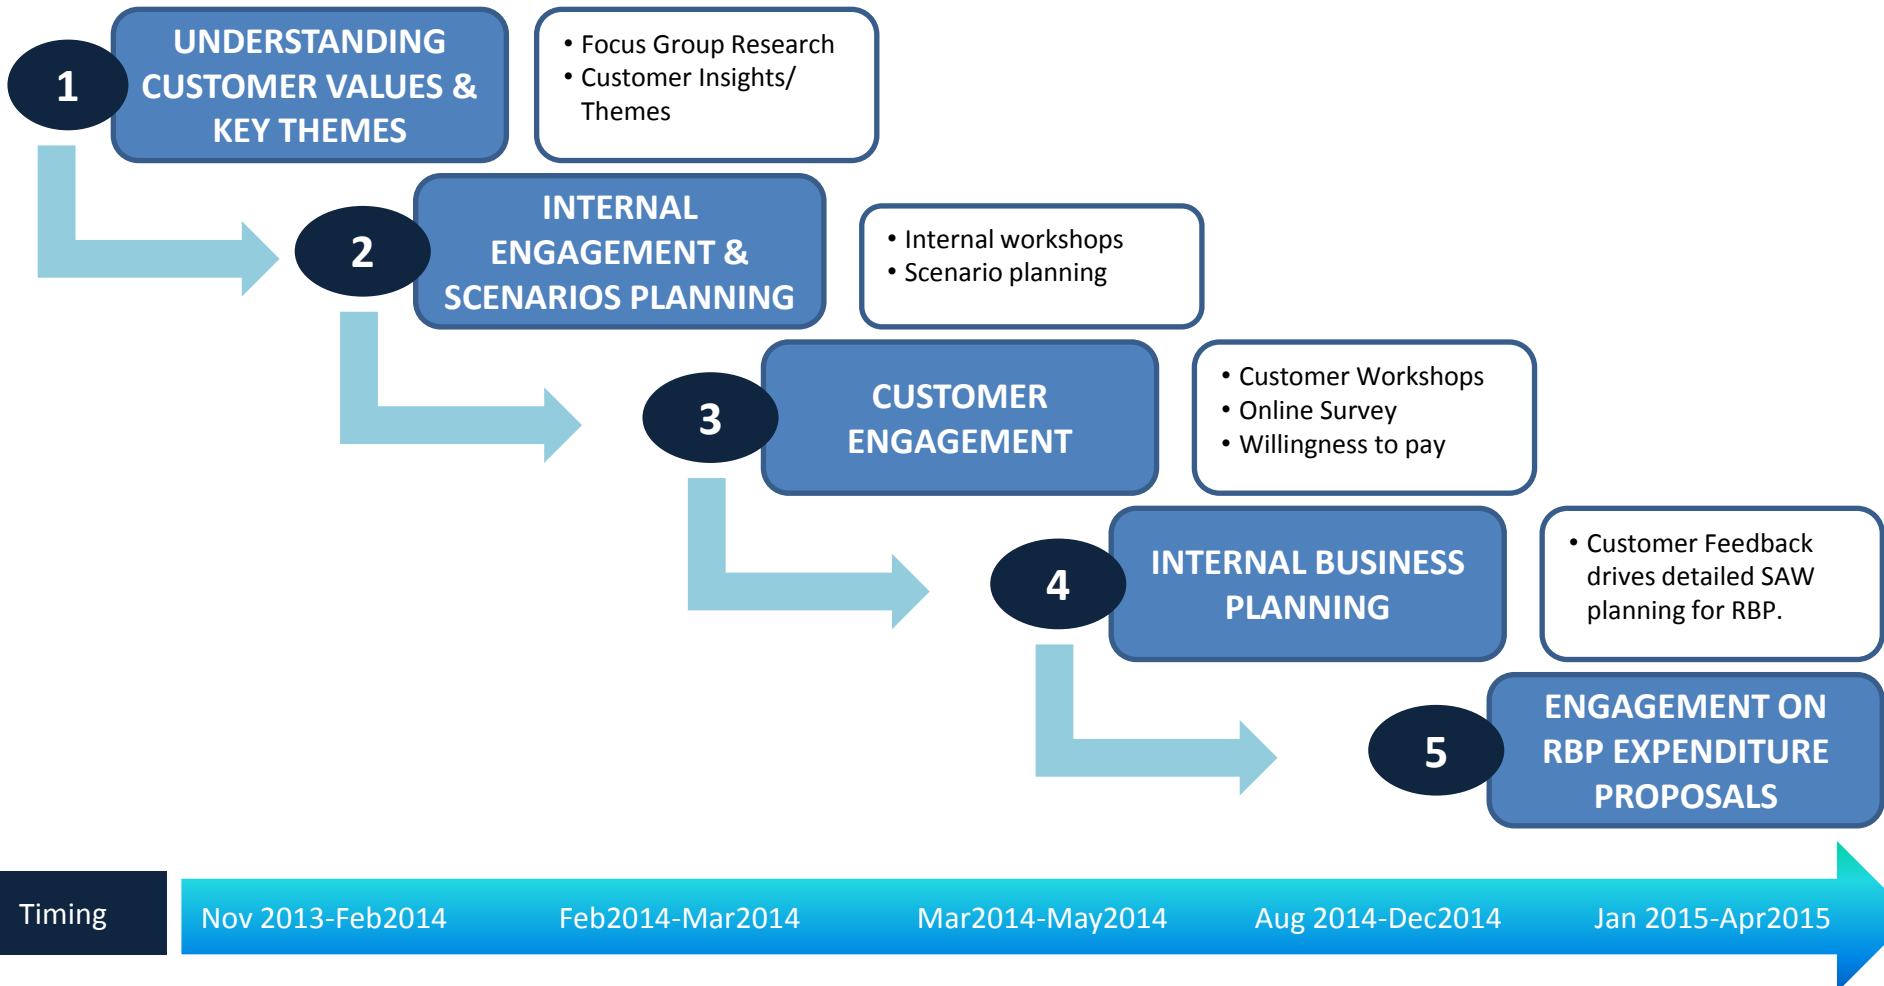 1
UNDERSTANDING
CUSTOMER VALUES &
KEY THEMES
• Focus Group Research
• Customer Insights/
Themes
2
INTERNAL
ENGAGEMENT &
SCENARIOS PLANNING
• Internal workshops
• Scenario planning
3
CUSTOMER
ENGAGEMENT
• Customer Workshops
• Online Survey
• Willingness to pay
4
INTERNAL BUSINESS
PLANNING
• Customer Feedback
drives detailed SAW
planning for RBP.
5
ENGAGEMENT ON
RBP EXPENDITURE
PROPOSALS
Timing
Nov 2013-Feb2014
Feb2014-Mar2014
Mar2014-May2014
Aug 2014-Dec2014
Jan 2015-Apr2015